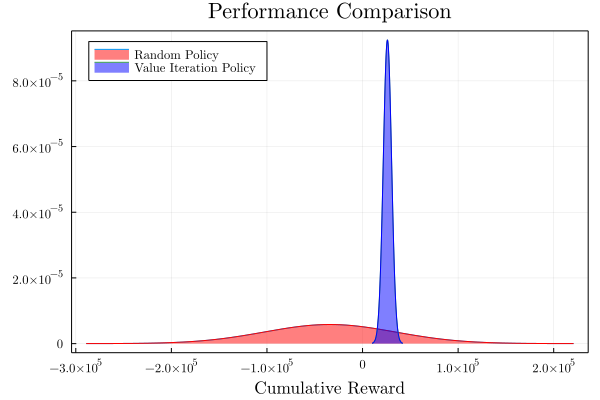 Performance Comparison
Random Policy
Value Iteration Policy
8.0×10⁻⁵
6.0×10⁻⁵
4.0×10⁻⁵
2.0×10⁻⁵
0
−3.0×10⁵ −2.0×10⁵ −1.0×10⁵ 0 1.0×10⁵ 2.0×10⁵
Cumulative Reward